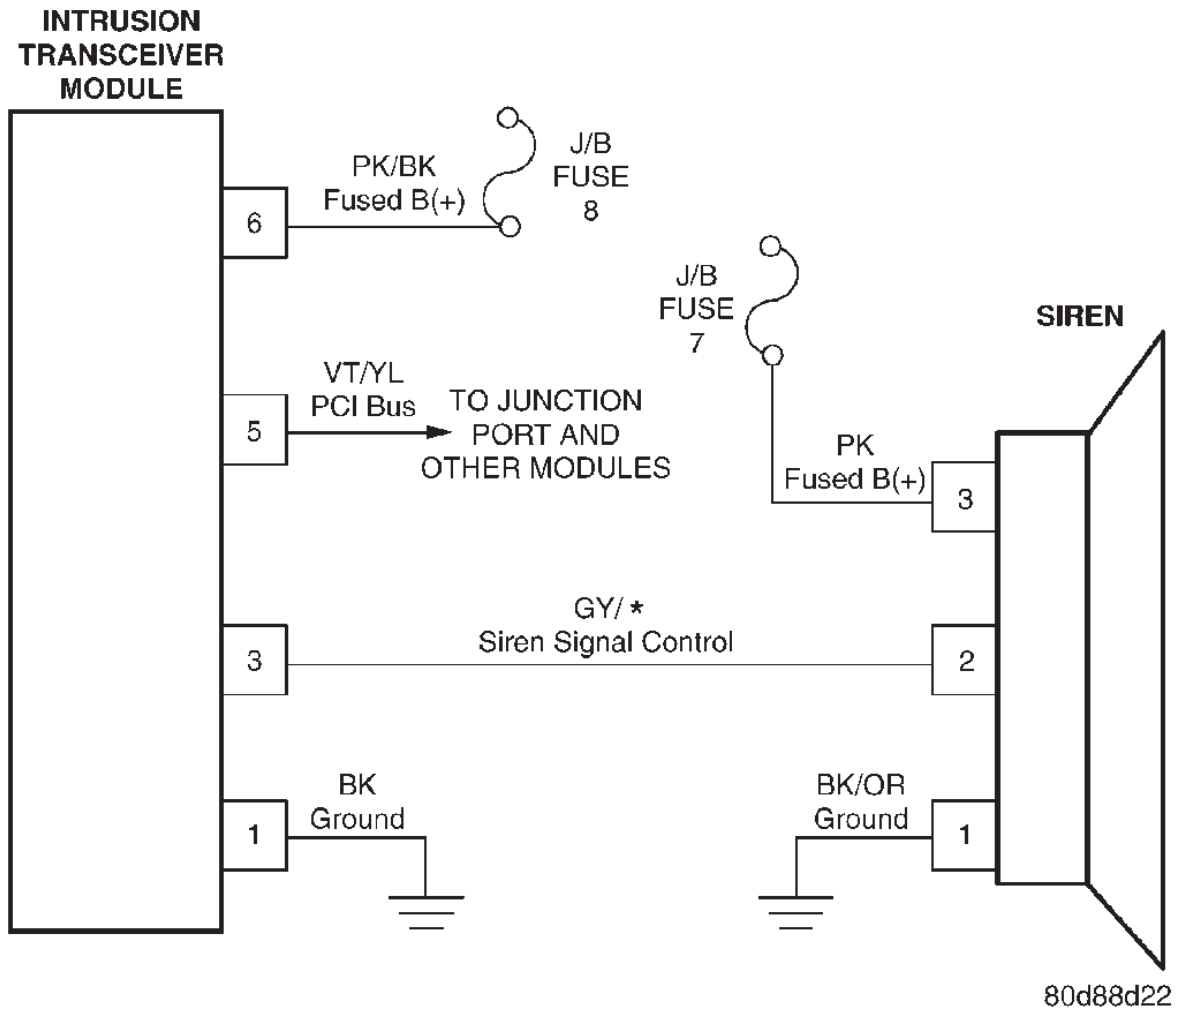 INTRUSION
TRANSCEIVER
MODULE
6
PK/BK
Fused B(+)
J/B
FUSE
8
J/B
FUSE
7
SIREN
5
VT/YL
PCI Bus
TO JUNCTION
PORT AND
OTHER MODULES
PK
Fused B(+)
3
3
GY/ *
Siren Signal Control
2
1
BK
Ground
BK/OR
Ground
1
80d88d22